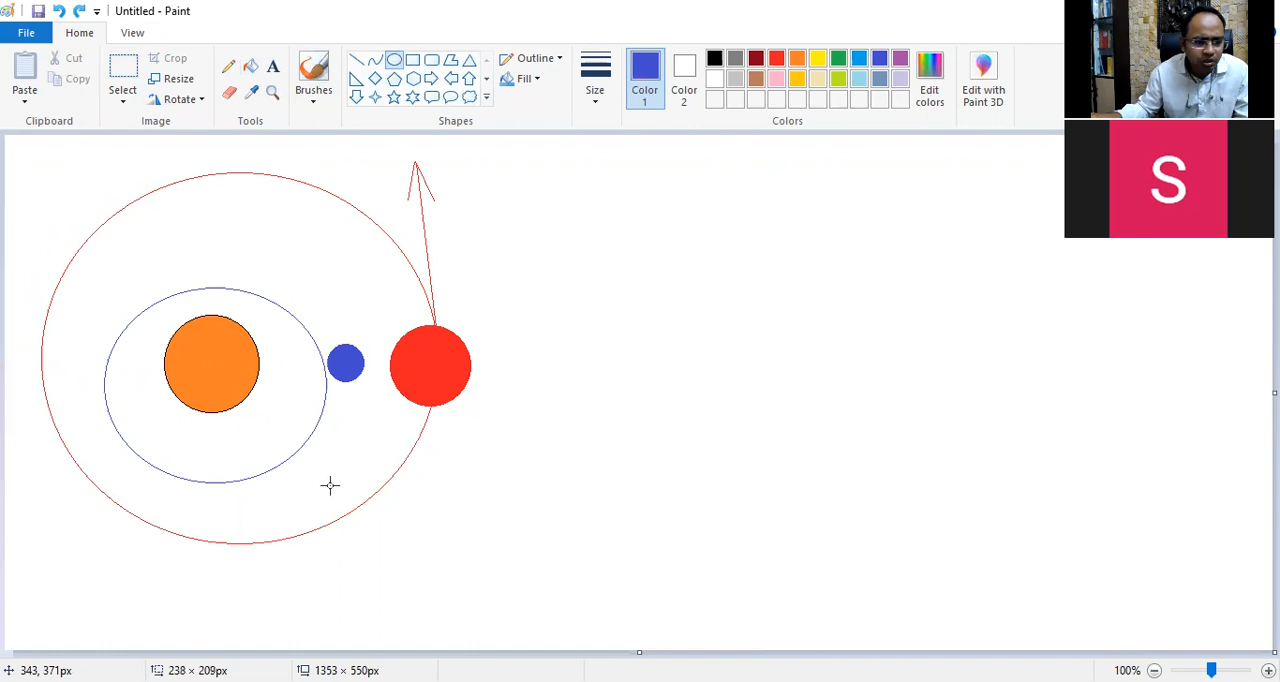 Untitled - Paint
File Home View
Paste
Cut
Copy
Clipboard
Select
Crop
Resize
Rotate
Image
A
Tools
Brushes
Shapes
Outline
Fill
Size
Color 1
Color 2
Edit colors
Colors
Edit with Paint 3D
S
343, 371px
238 × 209px
1353 × 550px
100%